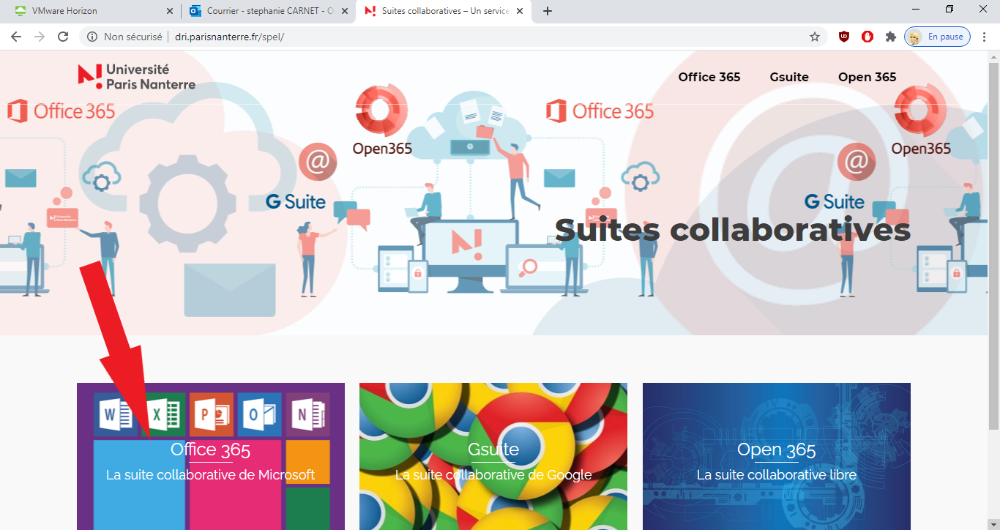 VMware Horizon
Courrier - stephanie CARNET - O
Suites collaboratives – Un service
Non sécurisé
dri.parisnanterre.fr/spel/
En pause
Université
Paris Nanterre
Office 365
Gsuite
Open 365
Office 365
Office 365
Open365
Open365
@
@
G Suite
G Suite
Suites collaboratives
W
X
P
O
N
Office 365
La suite collaborative de Microsoft
Gsuite
La suite collaborative de Google
Open 365
La suite collaborative libre